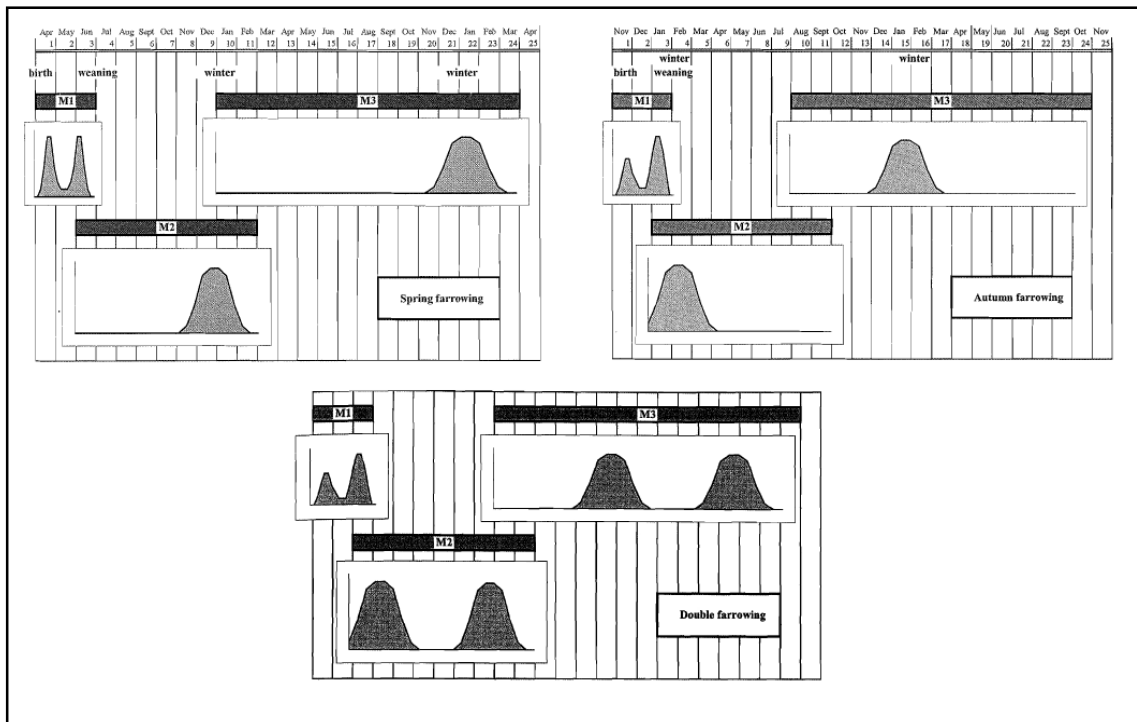 Apr May Jun Jul Aug Sept Oct Nov Dec Jan Feb Mar Apr May Jun Jul Aug Sept Oct Nov Dec Jan Feb Mar Apr
1 2 3 4 5 6 7 8 9 10 11 12 13 14 15 16 17 18 19 20 21 22 23 24 25
birth weaning winter winter
M1 M3
M2
Spring farrowing
Nov Dec Jan Feb Mar Apr May Jun Jul Aug Sept Oct Nov Dec Jan Feb Mar Apr May Jun Jul Aug Sept Oct Nov
1 2 3 4 5 6 7 8 9 10 11 12 13 14 15 16 17 18 19 20 21 22 23 24 25
winter winter
birth weaning
M1 M3
M2
Autumn farrowing
M1 M3
M2
Double farrowing